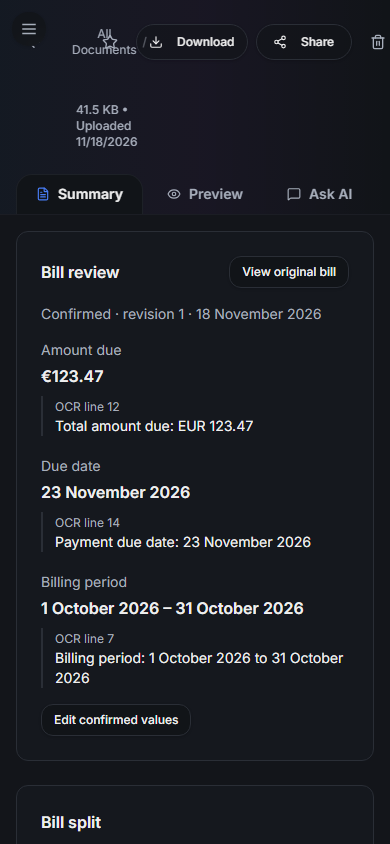 All
Documents /
Download
Share
41.5 KB •
Uploaded
11/18/2026
Summary
Preview
Ask AI
Bill review
View original bill
Confirmed · revision 1 · 18 November 2026
Amount due
€123.47
OCR line 12
Total amount due: EUR 123.47
Due date
23 November 2026
OCR line 14
Payment due date: 23 November 2026
Billing period
1 October 2026 – 31 October 2026
OCR line 7
Billing period: 1 October 2026 to 31 October
2026
Edit confirmed values
Bill split